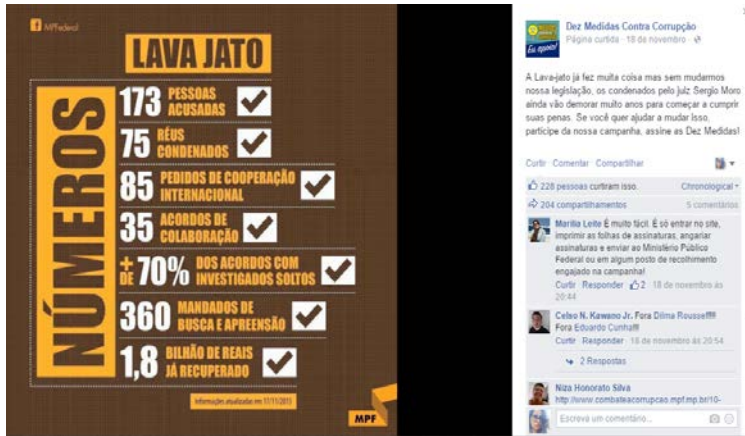 MPFederal
LAVA JATO
NÚMEROS
173 PESSOAS
ACUSADAS
75 RÉUS
CONDENADOS
85 PEDIDOS DE COOPERAÇÃO
INTERNACIONAL
35 ACORDOS DE
COLABORAÇÃO
+ DE 70% DOS ACORDOS COM
INVESTIGADOS SOLTOS
360 MANDADOS DE
BUSCA E APREENSÃO
1,8 BILHÃO DE REAIS
JÁ RECUPERADO
Informações atualizadas em 17/11/2015
MPF
Dez Medidas Contra Corrupção
Página curtida · 18 de novembro ·
Eu apoio!
A Lava-jato já fez muita coisa mas sem mudarmos
nossa legislação, os condenados pelo juiz Sergio Moro
ainda vão demorar muito anos para começar a cumprir
suas penas. Se você quer ajudar a mudar isso,
participe da nossa campanha, assine as Dez Medidas!
Curtir Comentar Compartilhar
228 pessoas curtiram isso. Chronological
204 compartilhamentos 5 comentários
Marilia Leite É muito fácil. É só entrar no site,
imprimir as folhas de assinaturas, angariar
assinaturas e enviar ao Ministério Público
Federal ou em algum posto de recolhimento
engajado na campanha!
Curtir Responder 2 18 de novembro às
20:44
Celso N. Kawano Jr. Fora Dilma Rousseff!!!!
Fora Eduardo Cunha!!!
Curtir Responder 18 de novembro às 20:54
2 Respostas
Niza Honorato Silva
http://www.combateacorrupcao.mpf.mp.br/10-
Escreva um comentário...